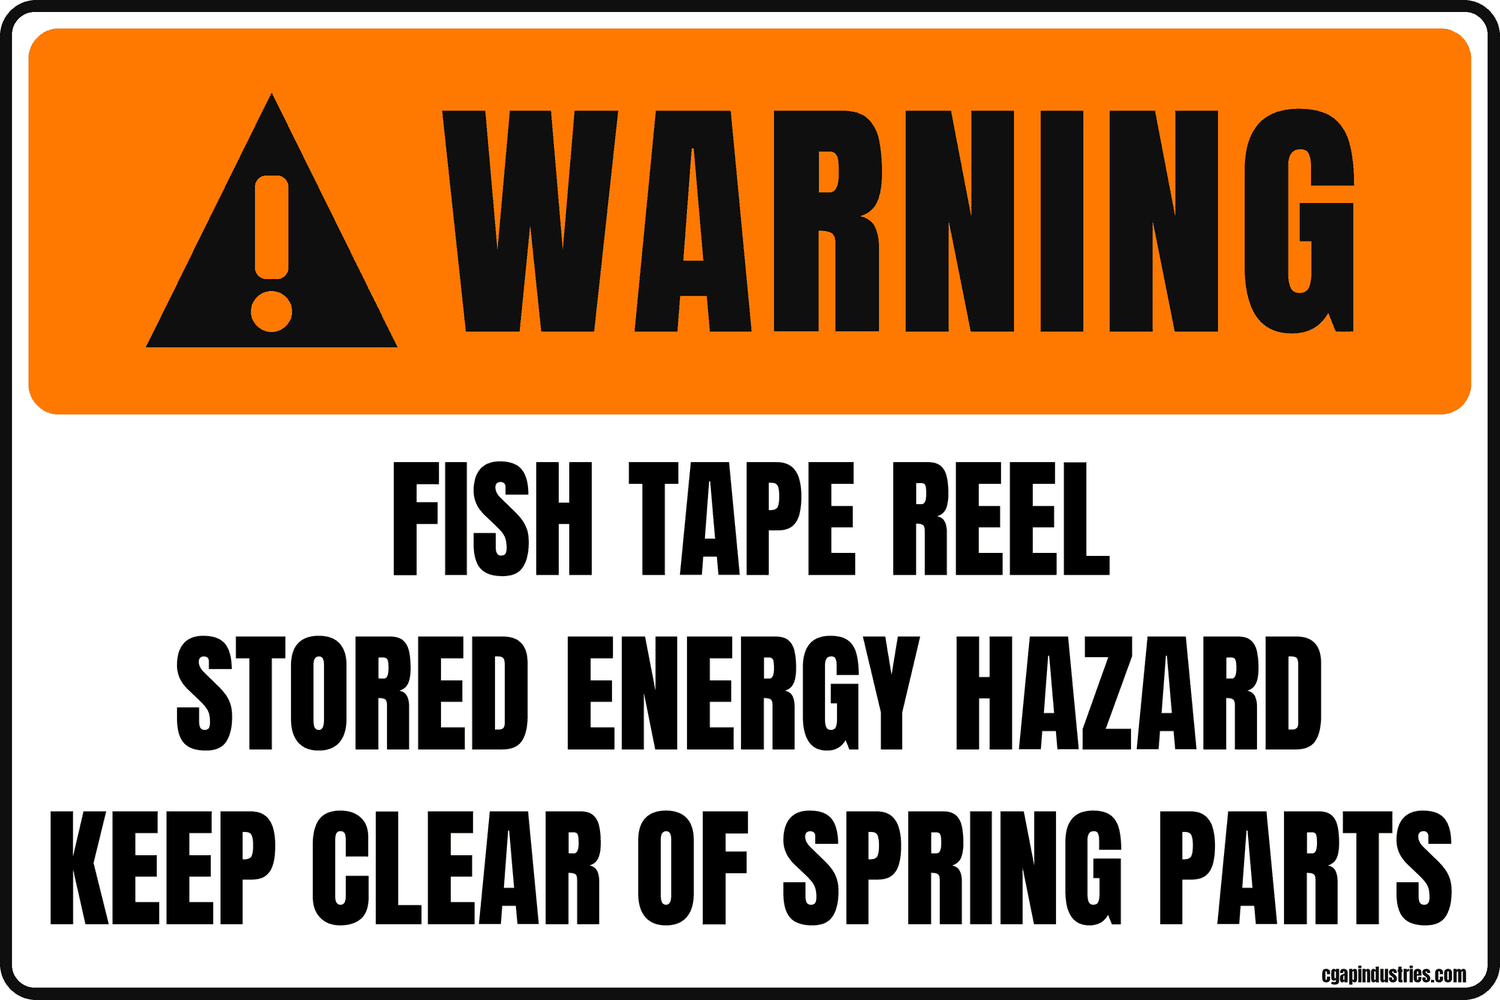 WARNING
FISH TAPE REEL
STORED ENERGY HAZARD
KEEP CLEAR OF SPRING PARTS
cgapindustries.com